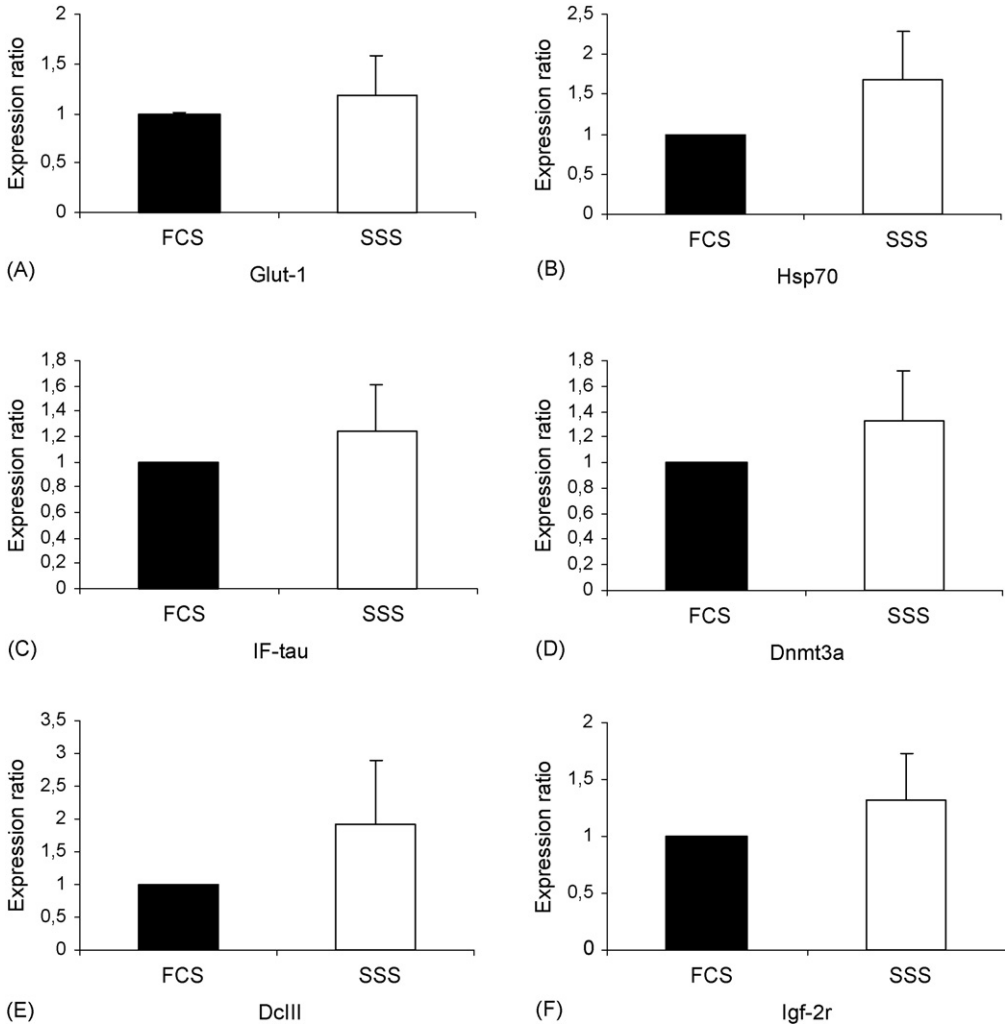 Expression ratio
2
1,5
1
0,5
0
FCS SSS
(A) Glut-1
Expression ratio
2,5
2
1,5
1
0,5
0
FCS SSS
(B) Hsp70
Expression ratio
1,8
1,6
1,4
1,2
1
0,8
0,6
0,4
0,2
0
FCS SSS
(C) IF-tau
Expression ratio
1,8
1,6
1,4
1,2
1
0,8
0,6
0,4
0,2
0
FCS SSS
(D) Dnmt3a
Expression ratio
3,5
3
2,5
2
1,5
1
0,5
0
FCS SSS
(E) DcIII
Expression ratio
2
1,5
1
0,5
0
FCS SSS
(F) Igf-2r